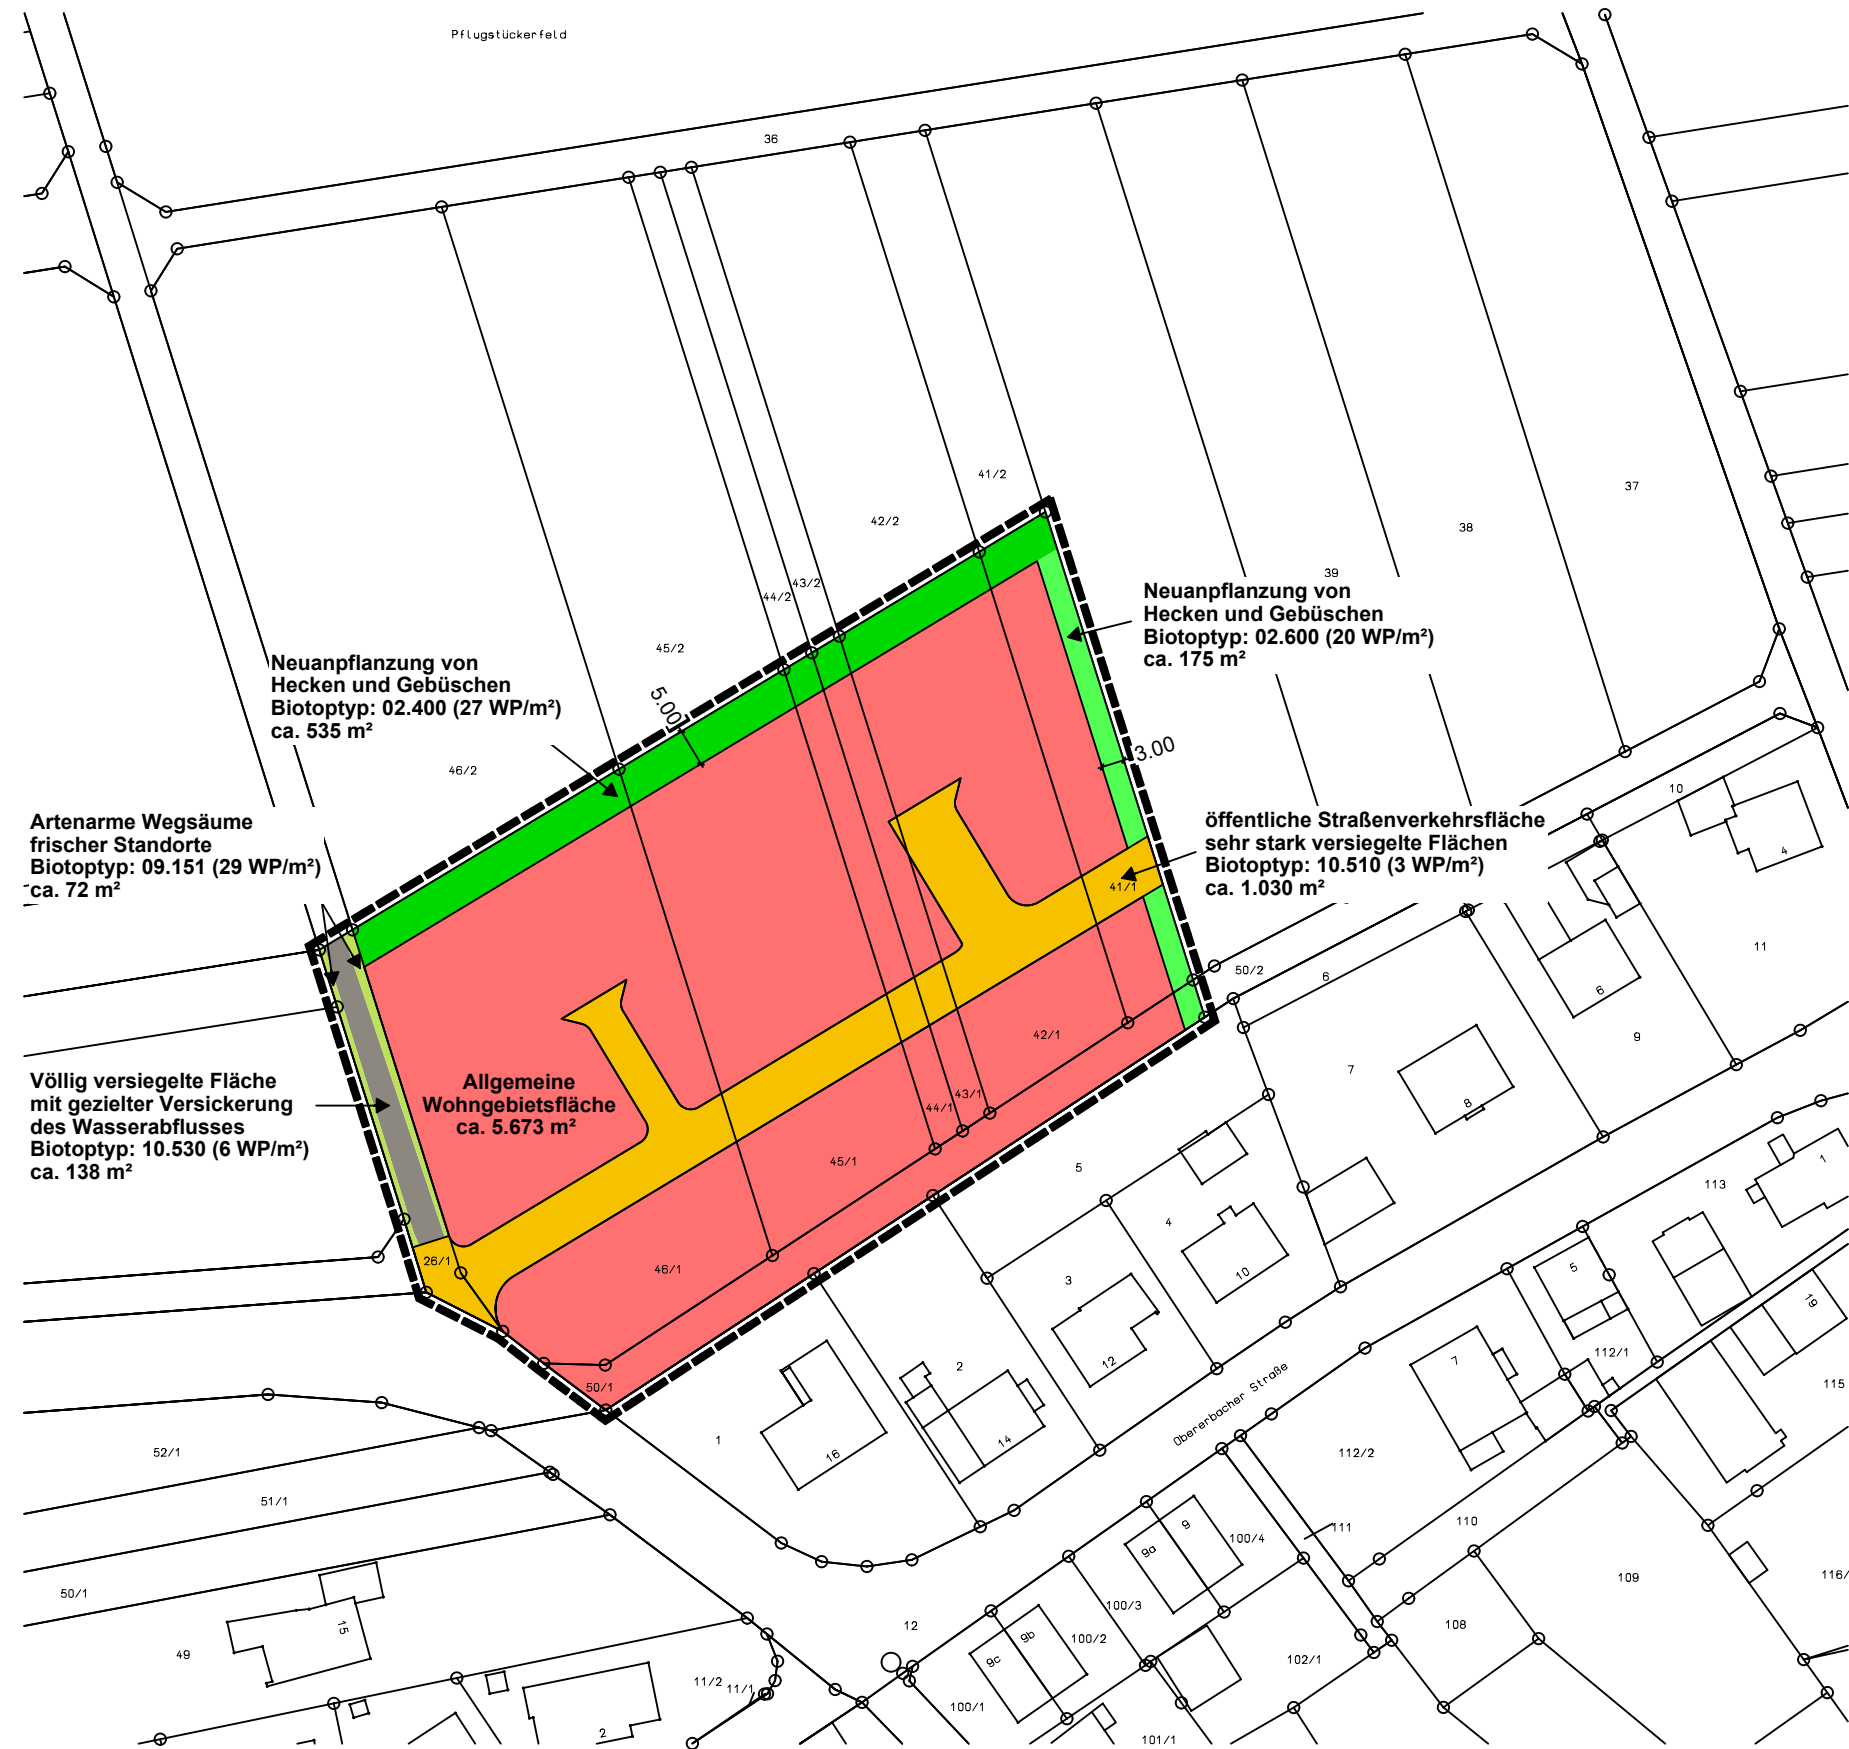 Pflugstückerfeld
36
41/2
42/2
43/2
44/2
45/2
46/2
37
38
39
Neuanpflanzung von
Hecken und Gebüschen
Biotoptyp: 02.600 (20 WP/m²)
ca. 175 m²
Neuanpflanzung von
Hecken und Gebüschen
Biotoptyp: 02.400 (27 WP/m²)
ca. 535 m²
5.00
3.00
Artenarme Wegsäume
frischer Standorte
Biotoptyp: 09.151 (29 WP/m²)
ca. 72 m²
öffentliche Straßenverkehrsfläche
sehr stark versiegelte Flächen
Biotoptyp: 10.510 (3 WP/m²)
ca. 1.030 m²
41/1
10
4
11
50/2
6
6
9
Völlig versiegelte Fläche
mit gezielter Versickerung
des Wasserabflusses
Biotoptyp: 10.530 (6 WP/m²)
ca. 138 m²
Allgemeine
Wohngebietsfläche
ca. 5.673 m²
42/1
43/1
44/1
45/1
46/1
26/1
50/1
7
8
5
4
10
3
12
2
14
1
16
113
1
5
19
7
112/1
115
Obererbacher Straße
112/2
52/1
51/1
50/1
49
15
9
9a
100/4
111
110
109
116/
100/3
108
12
9b
9c
100/2
102/1
11/2
11/1
2
100/1
101/1